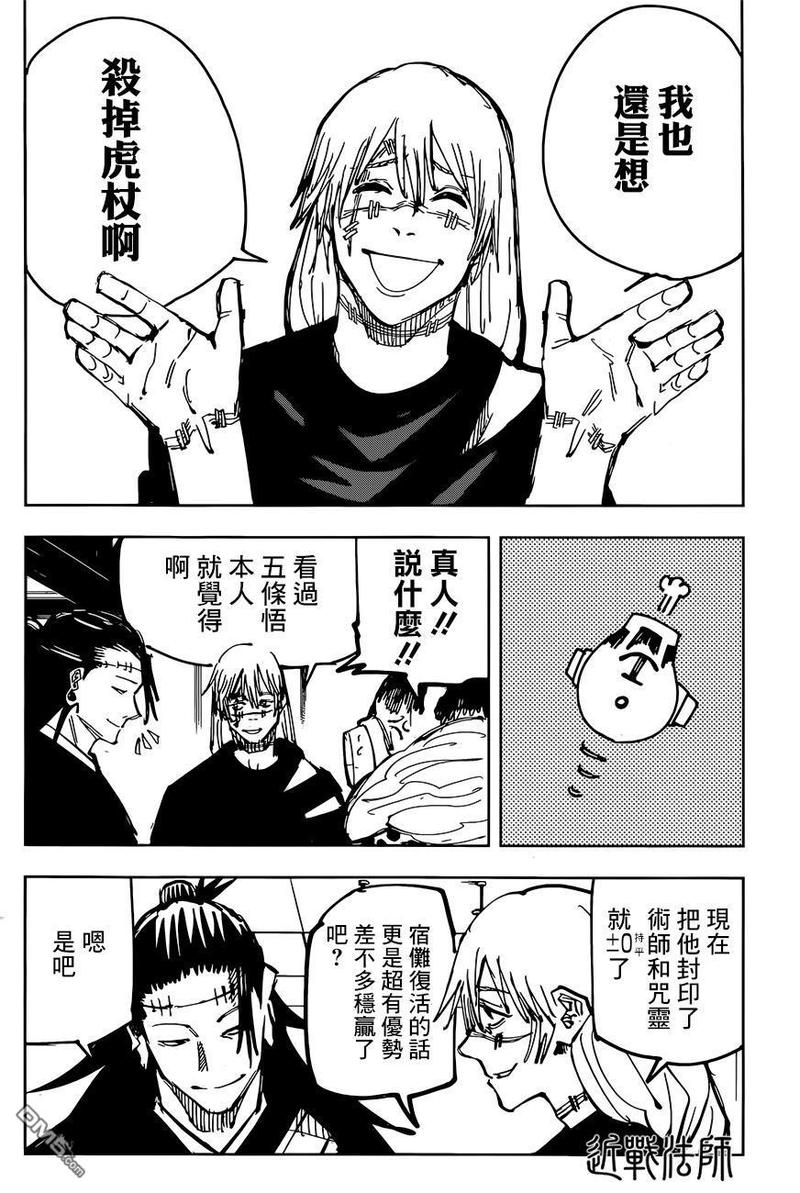 我也
還是想
殺掉虎杖啊
真人!!
說什麼!!
看過
五條悟
本人
就覺得
啊
現在
把他封印了
術師和咒靈
就±0了
持平
宿儺復活的話
更是超有優勢
差不多穩贏了
吧?
嗯
是吧
DM5.com
近戰法師